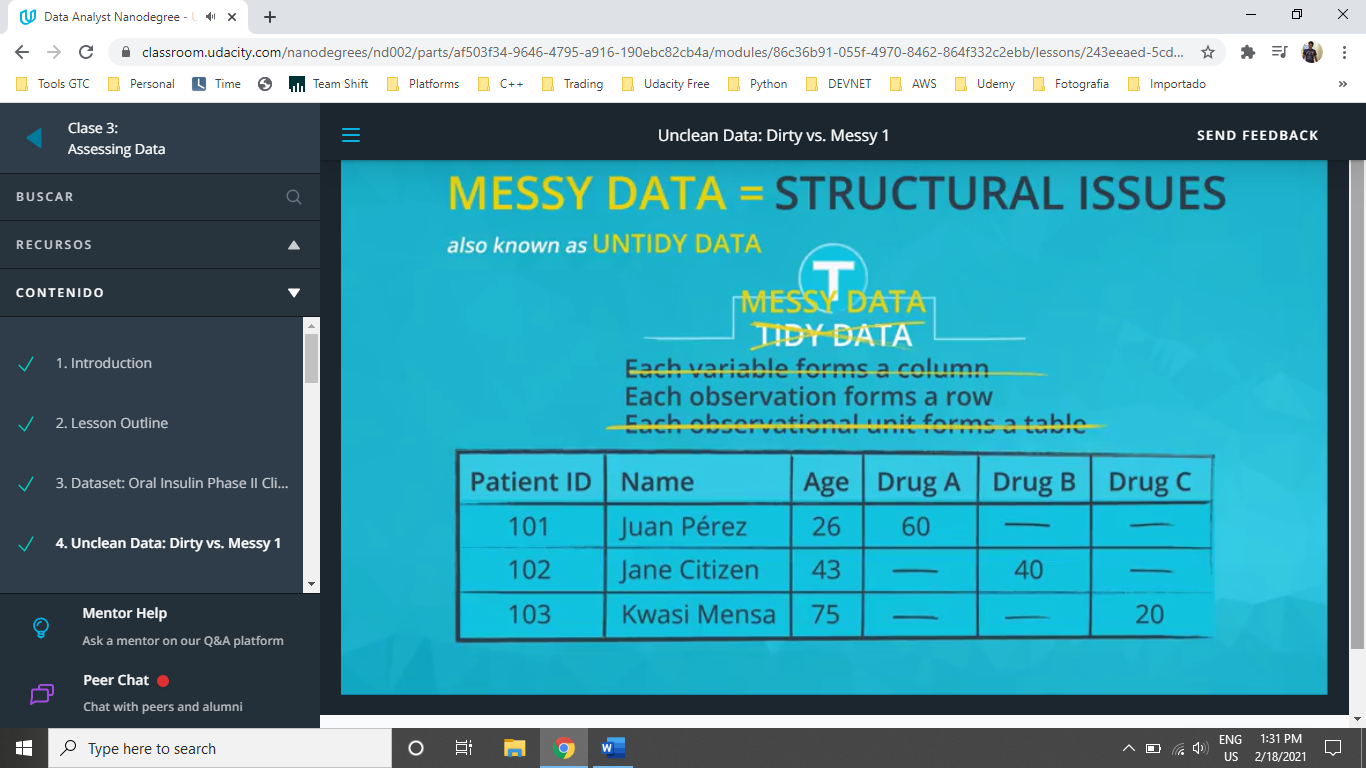 Data Analyst Nanodegree - U
classroom.udacity.com/nanodegrees/nd002/parts/af503f34-9646-4795-a916-190ebc82cb4a/modules/86c36b91-055f-4970-8462-864f332c2ebb/lessons/243eeaed-5cd...
Tools GTC Personal Time Team Shift Platforms C++ Trading Udacity Free Python DEVNET AWS Udemy Fotografia Importado »
Clase 3:
Assessing Data
BUSCAR
RECURSOS
CONTENIDO
1. Introduction
2. Lesson Outline
3. Dataset: Oral Insulin Phase II Cli...
4. Unclean Data: Dirty vs. Messy 1
Mentor Help
Ask a mentor on our Q&A platform
Peer Chat
Chat with peers and alumni
Unclean Data: Dirty vs. Messy 1
SEND FEEDBACK
MESSY DATA = STRUCTURAL ISSUES
also known as UNTIDY DATA
T
MESSY DATA
TIDY DATA
Each variable forms a column
Each observation forms a row
Each observational unit forms a table
Patient ID Name Age Drug A Drug B Drug C
101 Juan Pérez 26 60 — —
102 Jane Citizen 43 — 40 —
103 Kwasi Mensa 75 — — 20
Type here to search
W
ENG
US
1:31 PM
2/18/2021